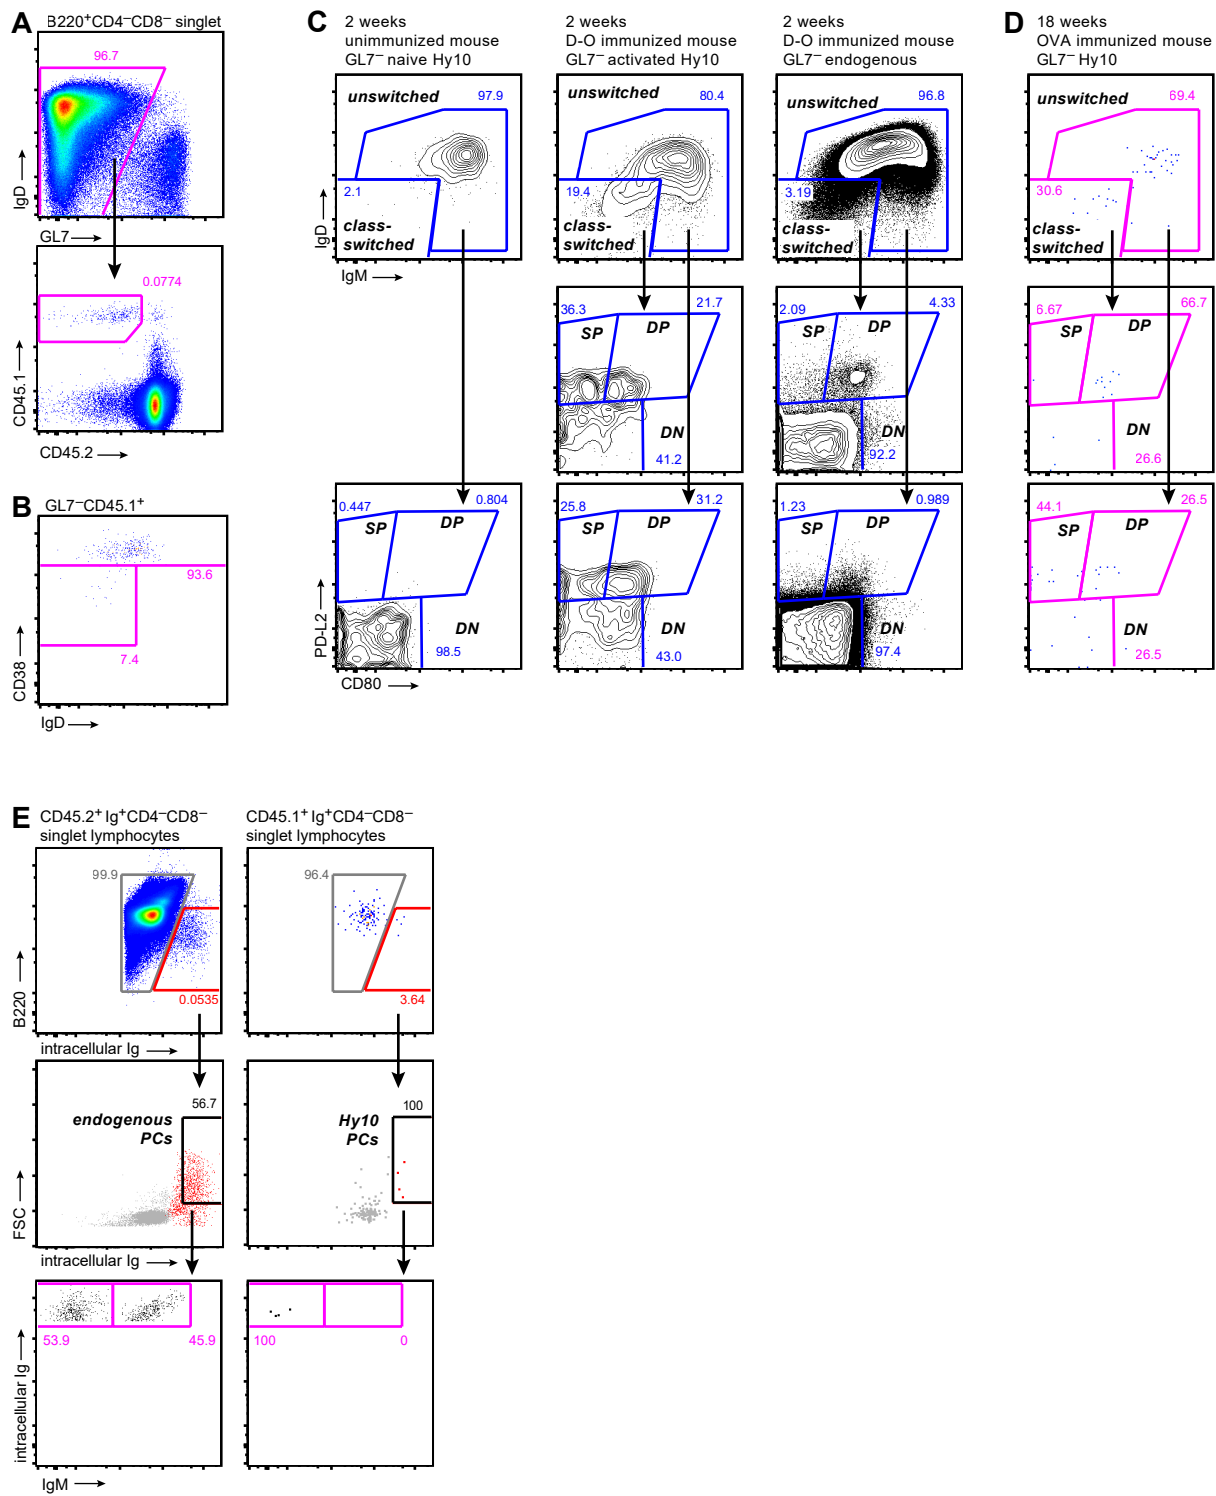 A
B220+CD4−CD8− singlet
96.7
IgD
GL7
0.0774
CD45.1
CD45.2
B
GL7−CD45.1+
93.6
7.4
CD38
IgD
C
2 weeks
unimmunized mouse
GL7− naive Hy10
unswitched
97.9
2.1
class-
switched
IgD
IgM
0.447
0.804
SP
DP
DN
98.5
PD-L2
CD80
2 weeks
D-O immunized mouse
GL7− activated Hy10
unswitched
80.4
19.4
class-
switched
36.3
21.7
SP
DP
DN
41.2
25.8
31.2
SP
DP
DN
43.0
2 weeks
D-O immunized mouse
GL7− endogenous
unswitched
96.8
3.19
class-
switched
2.09
4.33
SP
DP
DN
92.2
1.23
0.989
SP
DP
DN
97.4
D
18 weeks
OVA immunized mouse
GL7− Hy10
unswitched
69.4
30.6
class-
switched
6.67
66.7
SP
DP
DN
26.6
44.1
26.5
SP
DP
DN
26.5
E
CD45.2+ Ig+CD4−CD8−
singlet lymphocytes
99.9
0.0535
B220
intracellular Ig
56.7
endogenous
PCs
FSC
intracellular Ig
53.9
45.9
intracellular Ig
IgM
CD45.1+ Ig+CD4−CD8−
singlet lymphocytes
96.4
3.64
100
Hy10
PCs
100
0